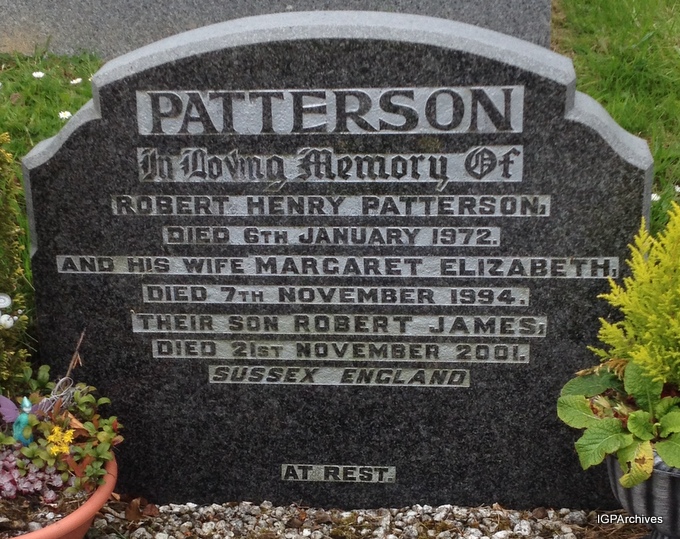 PATTERSON
In Loving Memory Of
ROBERT HENRY PATTERSON,
DIED 6TH JANUARY 1972.
AND HIS WIFE MARGARET ELIZABETH,
DIED 7TH NOVEMBER 1994.
THEIR SON ROBERT JAMES,
DIED 21ST NOVEMBER 2001.
SUSSEX ENGLAND
AT REST.
IGPArchives